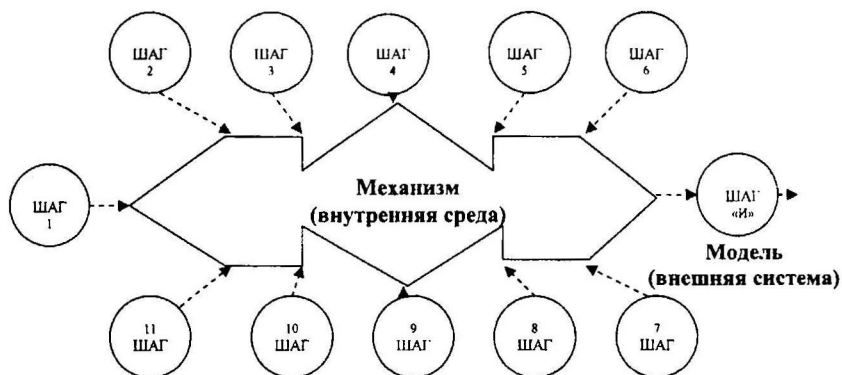 ШАГ
2
ШАГ
3
ШАГ
4
ШАГ
5
ШАГ
6
ШАГ
1
Механизм
(внутренняя среда)
ШАГ
«И»
Модель
(внешняя система)
11
ШАГ
10
ШАГ
9
ШАГ
8
ШАГ
7
ШАГ